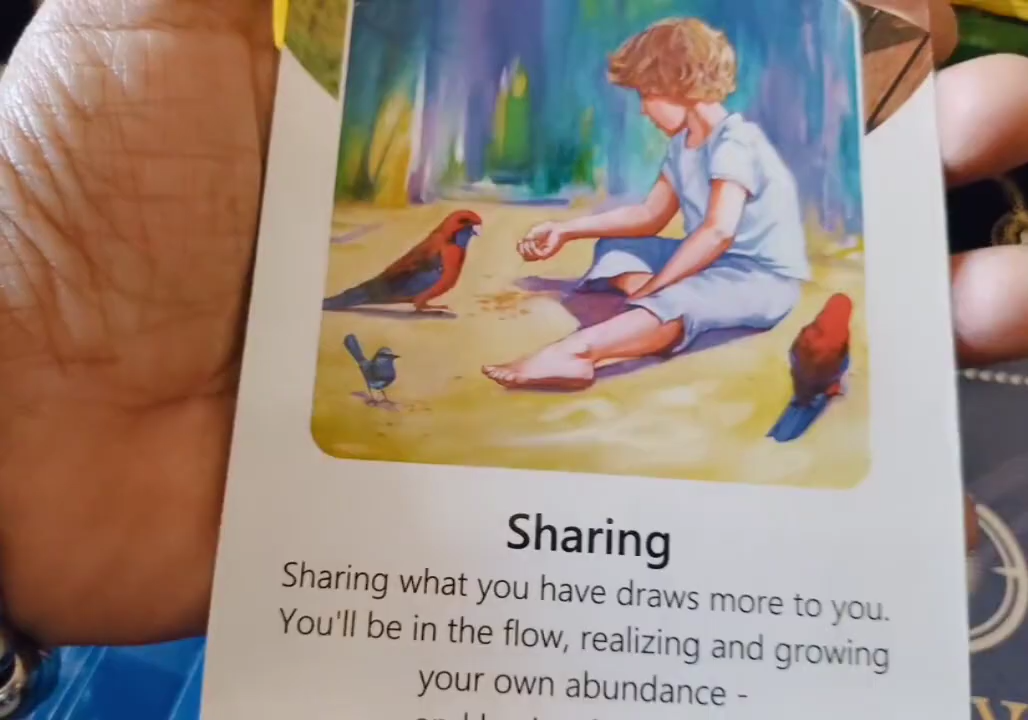 Sharing
Sharing what you have draws more to you.
You'll be in the flow, realizing and growing
your own abundance -